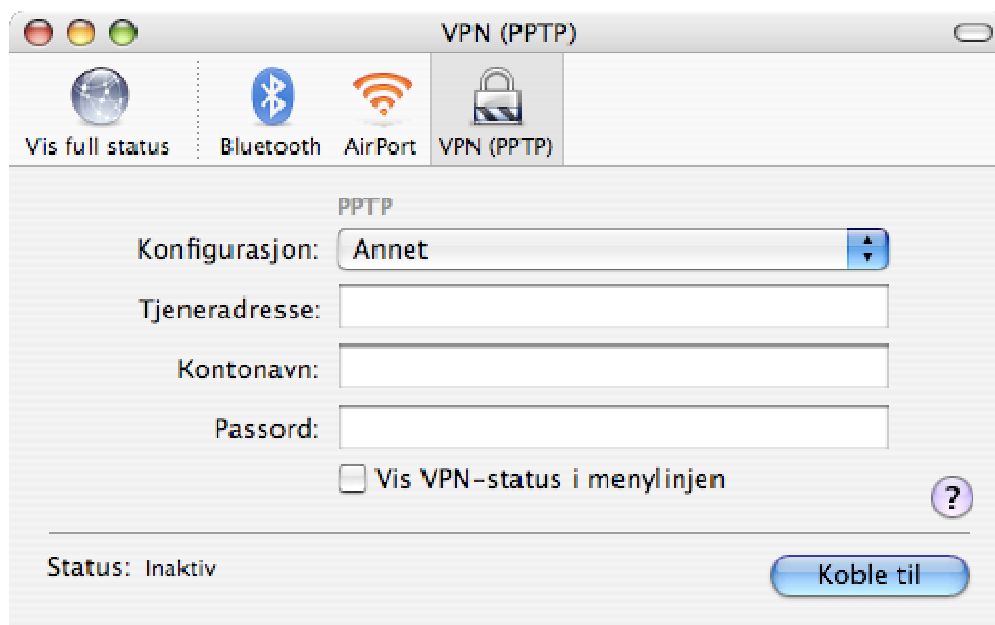 VPN (PPTP)
Vis full status
Bluetooth
AirPort
VPN (PPTP)
PPTP
Konfigurasjon: Annet
Tjeneradresse:
Kontonavn:
Passord:
Vis VPN-status i menylinjen
?
Status: Inaktiv
Koble til